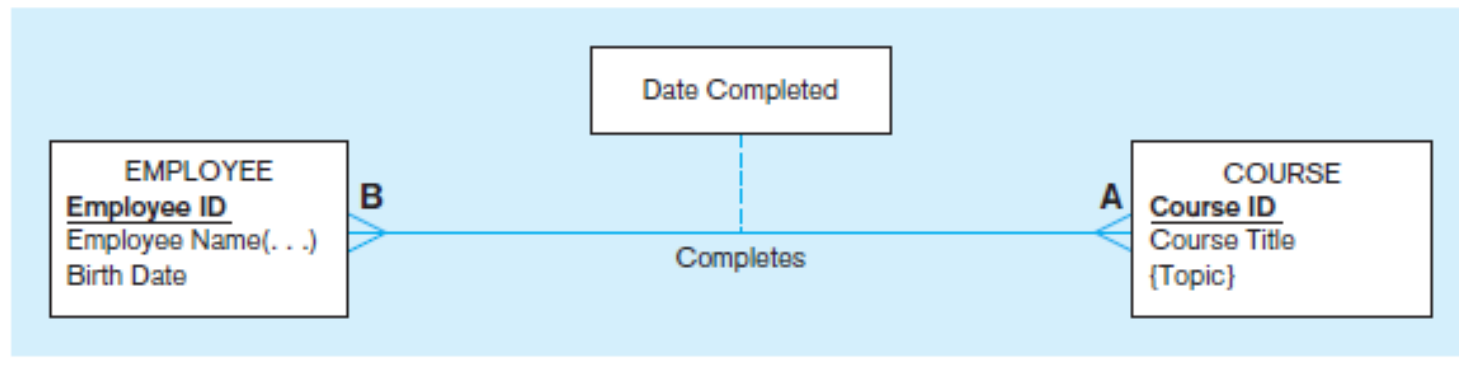 Date Completed
EMPLOYEE
Employee ID
Employee Name(. . .)
Birth Date
B
Completes
A
COURSE
Course ID
Course Title
{Topic}